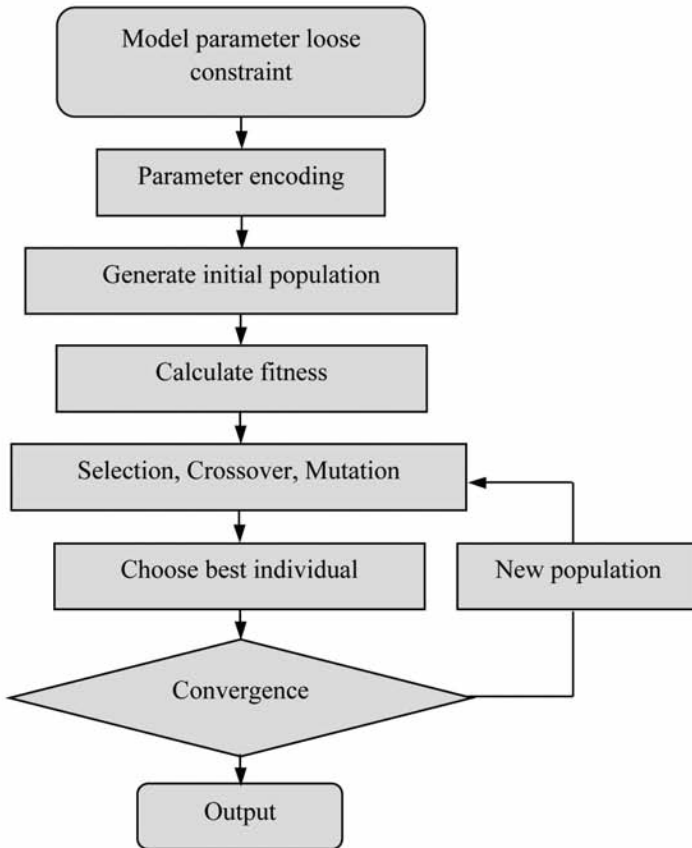 Model parameter loose
constraint
Parameter encoding
Generate initial population
Calculate fitness
Selection, Crossover, Mutation
Choose best individual
New population
Convergence
Output